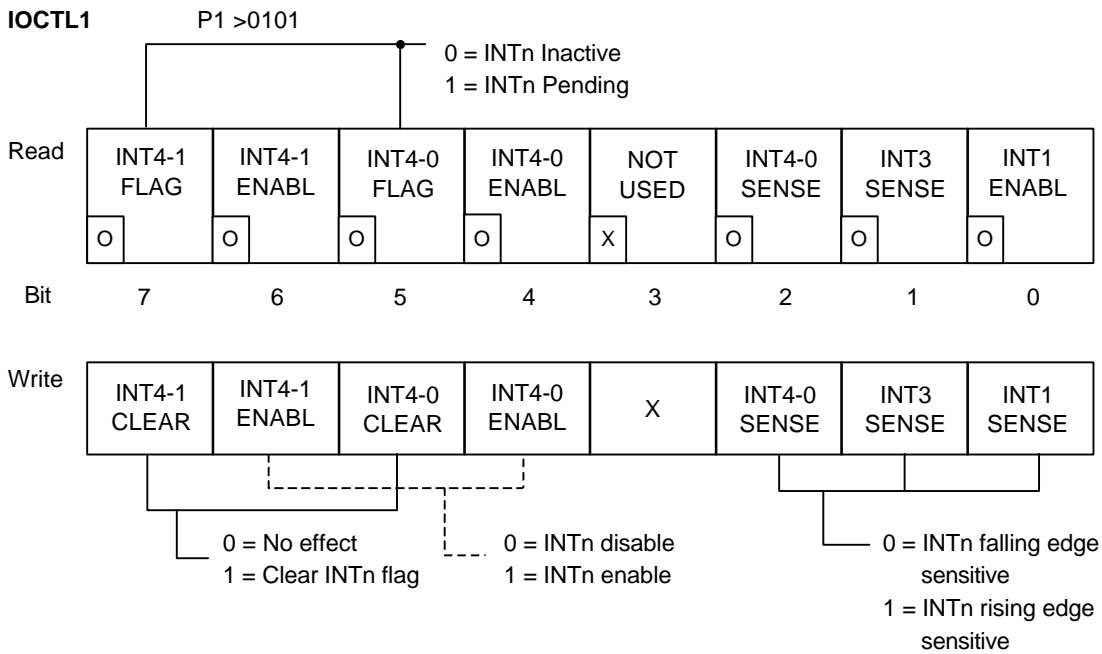 IOCTL1 P1 >0101
0 = INTn Inactive
1 = INTn Pending
Read
INT4-1 FLAG
INT4-1 ENABL
INT4-0 FLAG
INT4-0 ENABL
NOT USED
INT4-0 SENSE
INT3 SENSE
INT1 ENABL
O O O O X O O O
Bit 7 6 5 4 3 2 1 0
Write
INT4-1 CLEAR
INT4-1 ENABL
INT4-0 CLEAR
INT4-0 ENABL
X
INT4-0 SENSE
INT3 SENSE
INT1 SENSE
0 = No effect
1 = Clear INTn flag
0 = INTn disable
1 = INTn enable
0 = INTn falling edge
sensitive
1 = INTn rising edge
sensitive